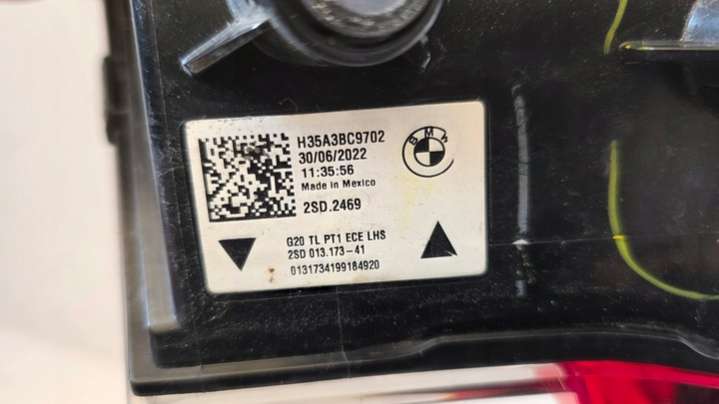 H35A3BC9702
30/06/2022
11:35:56
Made in Mexico
2SD.2469
BMW
G20 TL PT1 ECE LHS
2SD 013.173-41
0131734199184920